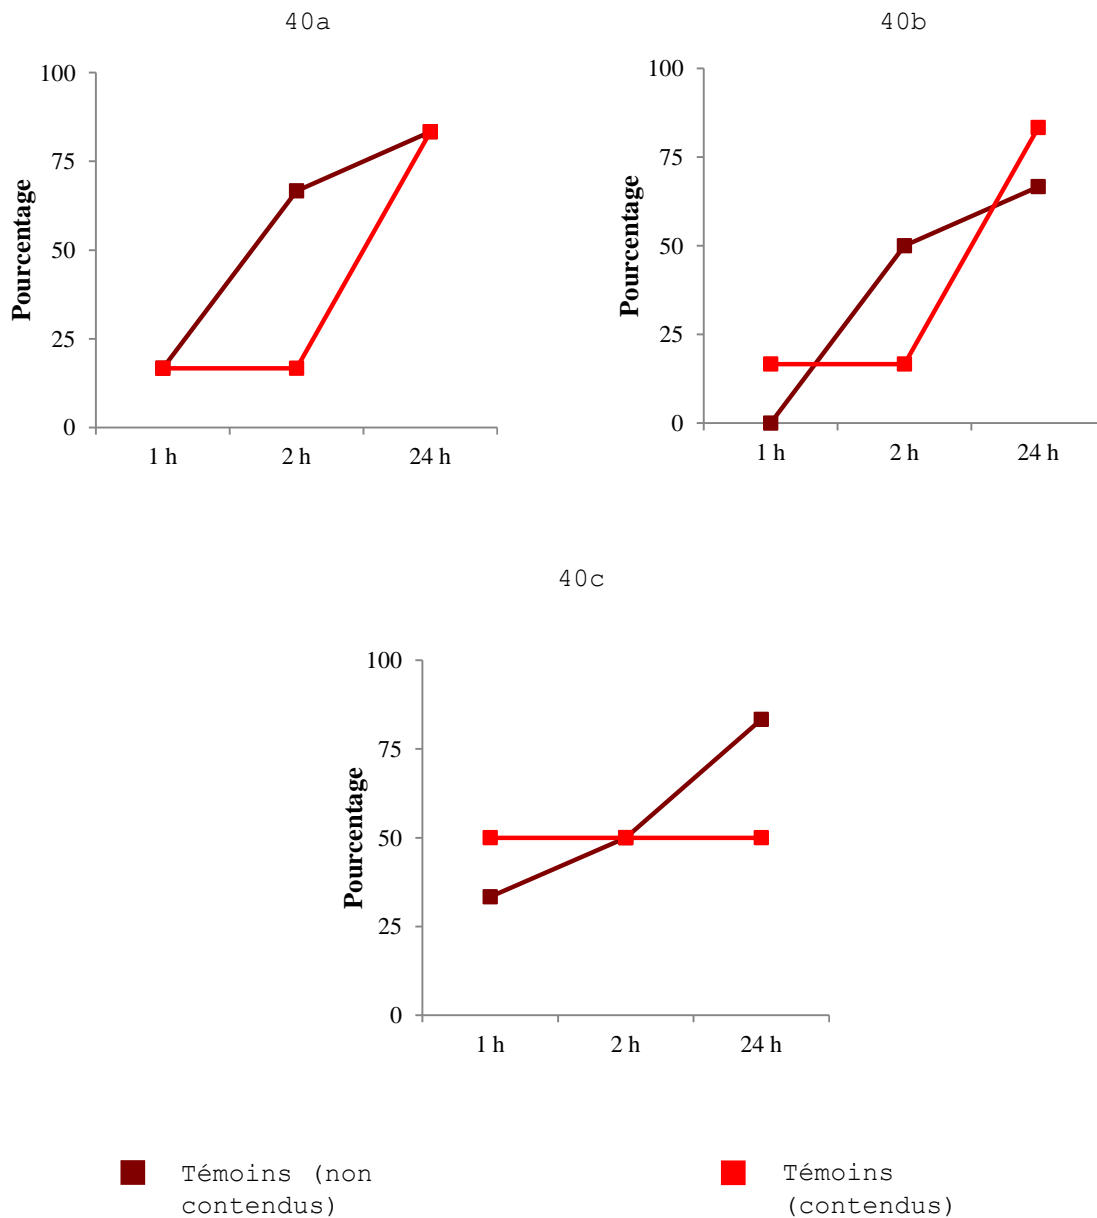 40a
100
75
50
25
0
Pourcentage
1 h
2 h
24 h
40b
100
75
50
25
0
Pourcentage
1 h
2 h
24 h
40c
100
75
50
25
0
Pourcentage
1 h
2 h
24 h
Témoins (non
contendus)
Témoins
(contendus)